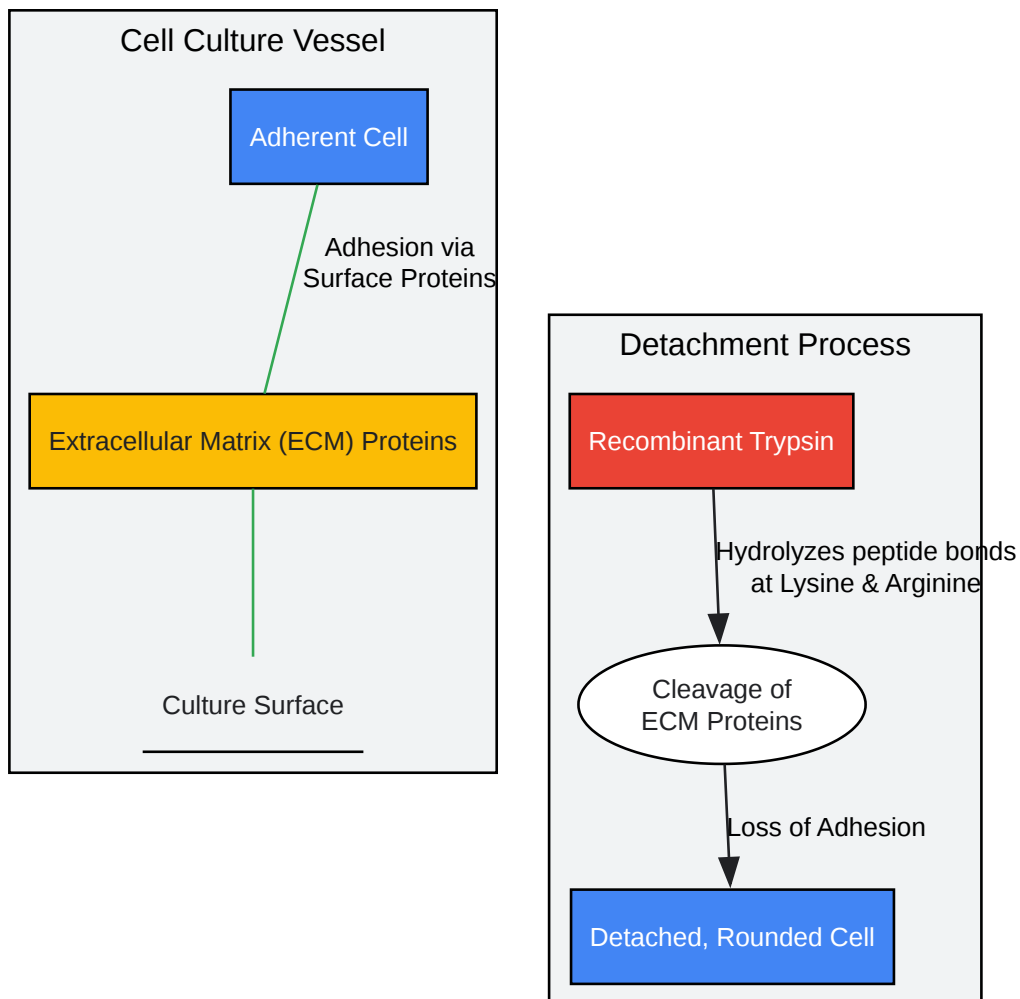 Cell Culture Vessel
Adherent Cell
Adhesion via
Surface Proteins
Extracellular Matrix (ECM) Proteins
Culture Surface
Detachment Process
Recombinant Trypsin
Hydrolyzes peptide bonds
at Lysine & Arginine
Cleavage of
ECM Proteins
Loss of Adhesion
Detached, Rounded Cell